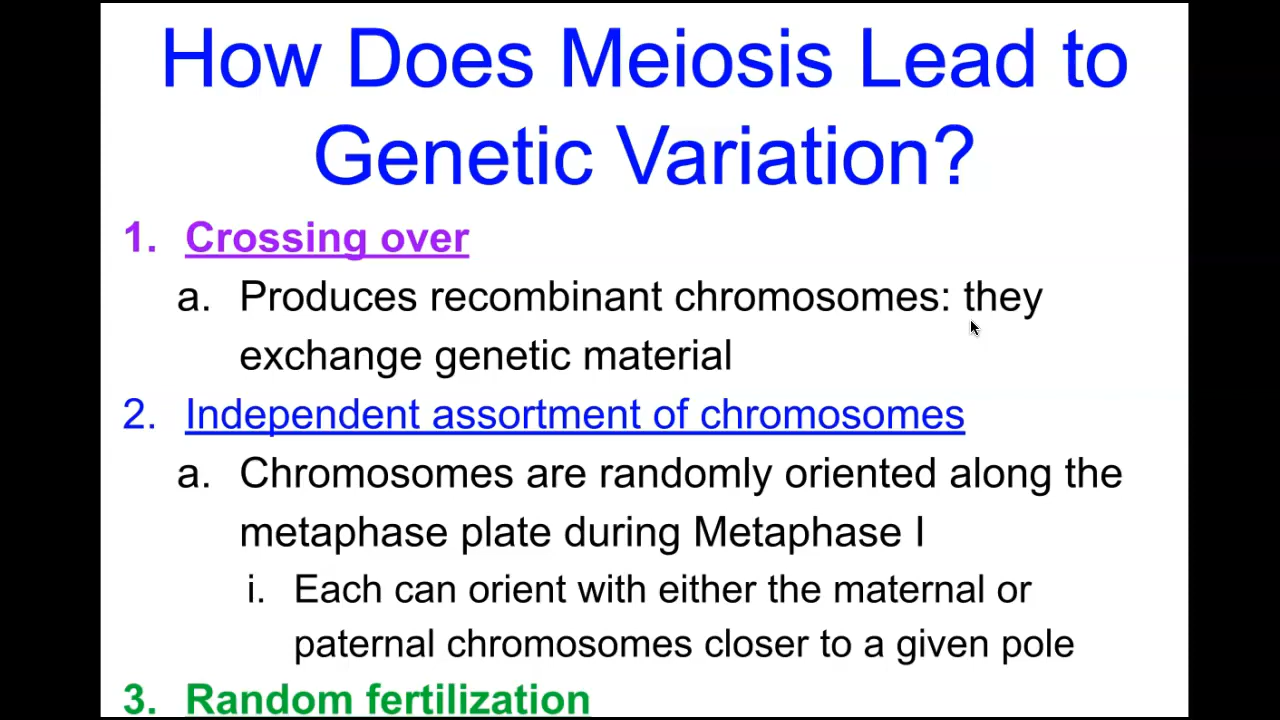 How Does Meiosis Lead to
Genetic Variation?
1. Crossing over
a. Produces recombinant chromosomes: they
exchange genetic material
2. Independent assortment of chromosomes
a. Chromosomes are randomly oriented along the
metaphase plate during Metaphase I
i. Each can orient with either the maternal or
paternal chromosomes closer to a given pole
3. Random fertilization